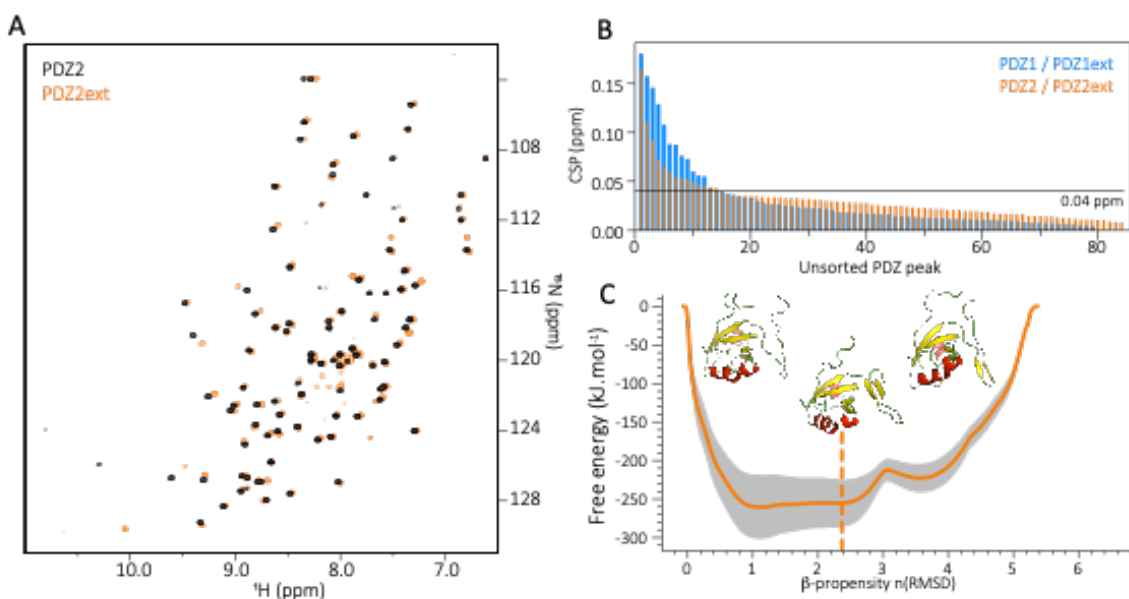 A
PDZ2
PDZ2ext
108
112
116
120
124
128
¹⁵N (ppm)
10.0 9.0 8.0 7.0
¹H (ppm)
B
PDZ1 / PDZ1ext
PDZ2 / PDZ2ext
0.15
0.10
0.05
0.00
0.04 ppm
CSP (ppm)
0 20 40 60 80
Unsorted PDZ peak
C
0
-50
-100
-150
-200
-250
-300
Free energy (kJ.mol⁻¹)
0 1 2 3 4 5 6
β-propensity n(RMSD)